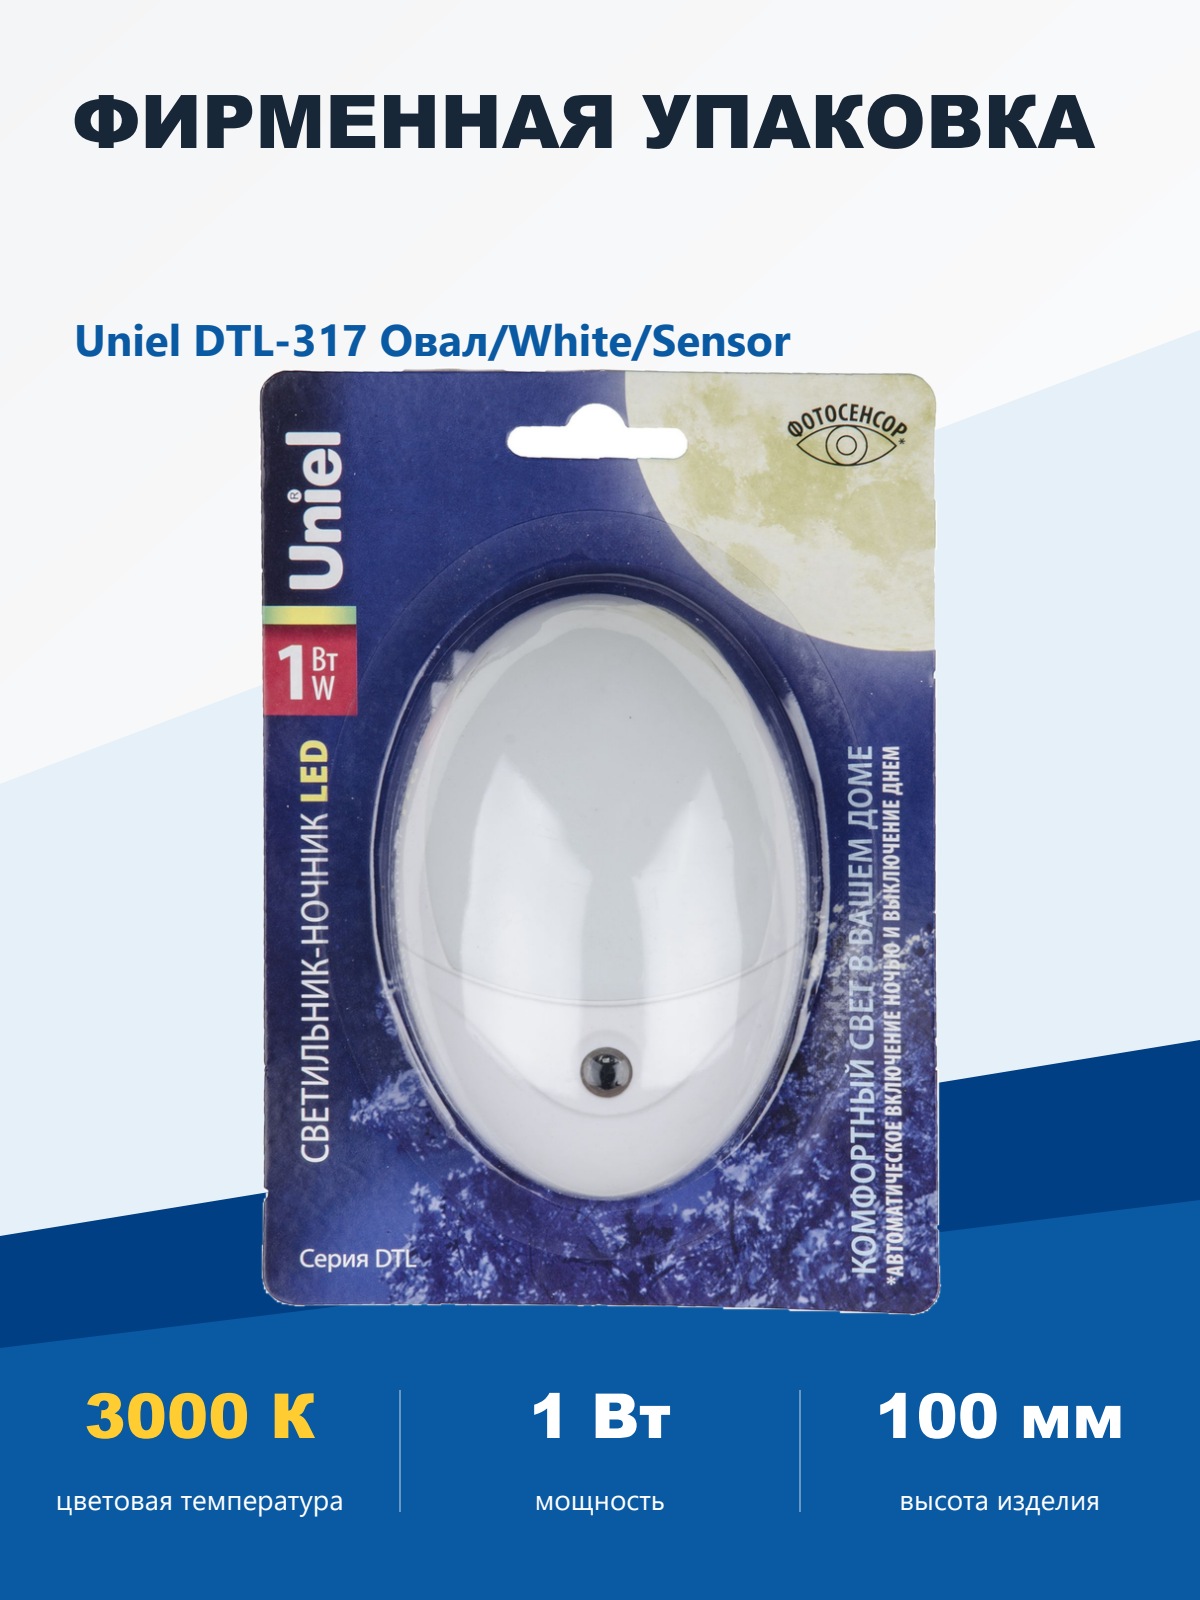 ФИРМЕННАЯ УПАКОВКА
Uniel DTL-317 Овал/White/Sensor
ФОТОСЕНСОР*
Uniel®
1 Вт W
СВЕТИЛЬНИК-НОЧНИК LED
Серия DTL
КОМФОРТНЫЙ СВЕТ В ВАШЕМ ДОМЕ
*АВТОМАТИЧЕСКОЕ ВКЛЮЧЕНИЕ НОЧЬЮ И ВЫКЛЮЧЕНИЕ ДНЕМ
3000 К
цветовая температура
1 Вт
мощность
100 мм
высота изделия